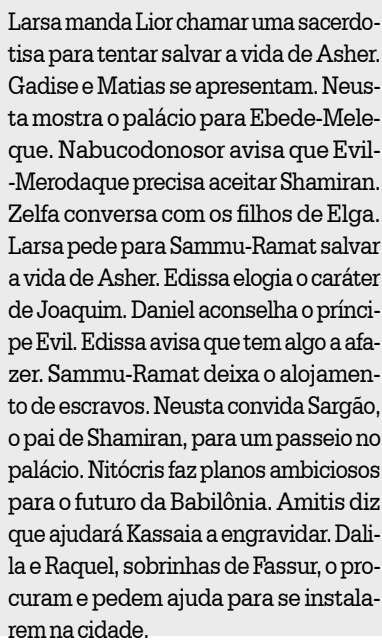 Larsa manda Lior chamar uma sacerdo-
tisa para tentar salvar a vida de Asher.
Gadise e Matias se apresentam. Neus-
ta mostra o palácio para Ebede-Mele-
que. Nabucodonosor avisa que Evil-
-Merodaque precisa aceitar Shamiran.
Zelfa conversa com os filhos de Elga.
Larsa pede para Sammu-Ramat salvar
a vida de Asher. Edissa elogia o caráter
de Joaquim. Daniel aconselha o prínci-
pe Evil. Edissa avisa que tem algo a afa-
zer. Sammu-Ramat deixa o alojamen-
to de escravos. Neusta convida Sargão,
o pai de Shamiran, para um passeio no
palácio. Nitócris faz planos ambiciosos
para o futuro da Babilônia. Amitis diz
que ajudará Kassaia a engravidar. Dali-
la e Raquel, sobrinhas de Fassur, o pro-
curam e pedem ajuda para se instala-
rem na cidade.